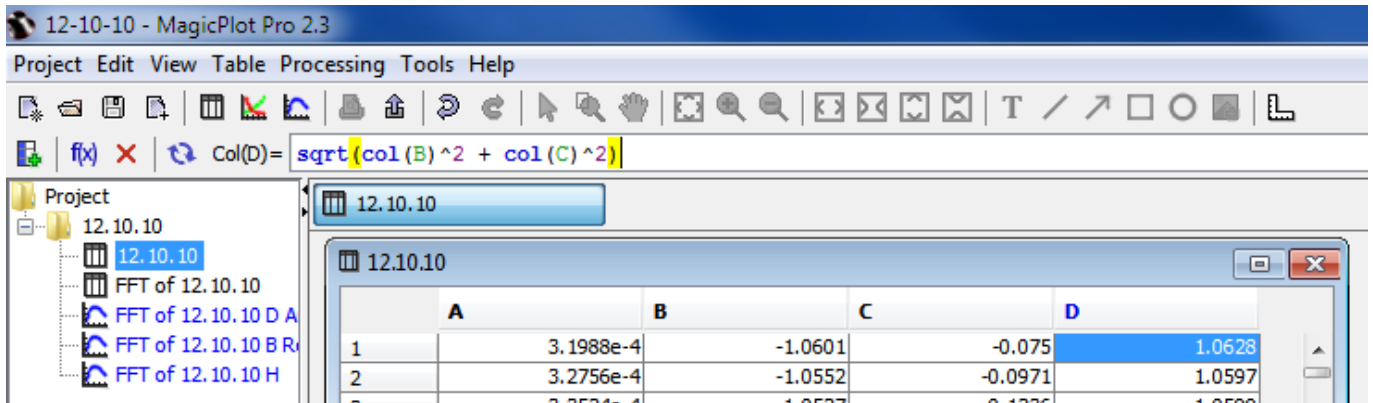 12-10-10 - MagicPlot Pro 2.3
Project Edit View Table Processing Tools Help
T
f(x) Col(D)= sqrt(col(B)^2 + col(C)^2)
Project
12.10.10
12.10.10
12.10.10
FFT of 12.10.10
FFT of 12.10.10 D A
FFT of 12.10.10 B Re
FFT of 12.10.10 H
12.10.10
A B C D
1 3.1988e-4 -1.0601 -0.075 1.0628
2 3.2756e-4 -1.0552 -0.0971 1.0597